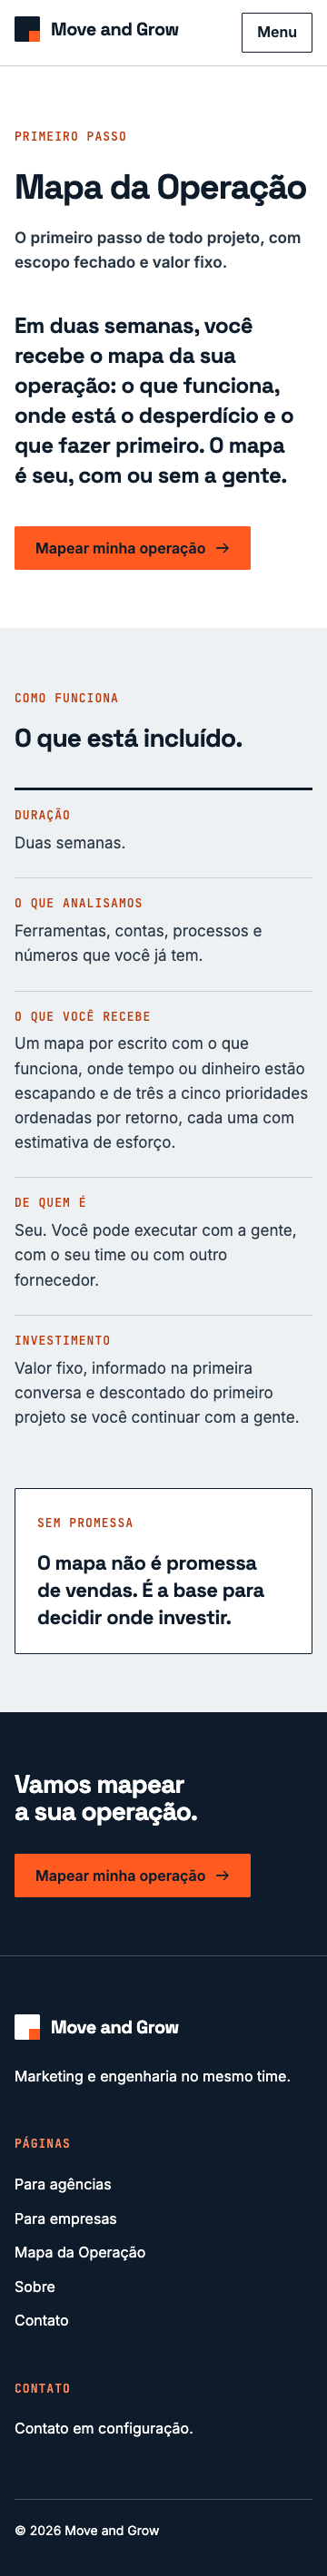 Move and Grow
Menu
PRIMEIRO PASSO
Mapa da Operação
O primeiro passo de todo projeto, com
escopo fechado e valor fixo.
Em duas semanas, você
recebe o mapa da sua
operação: o que funciona,
onde está o desperdício e o
que fazer primeiro. O mapa
é seu, com ou sem a gente.
Mapear minha operação →
COMO FUNCIONA
O que está incluído.
DURAÇÃO
Duas semanas.
O QUE ANALISAMOS
Ferramentas, contas, processos e
números que você já tem.
O QUE VOCÊ RECEBE
Um mapa por escrito com o que
funciona, onde tempo ou dinheiro estão
escapando e de três a cinco prioridades
ordenadas por retorno, cada uma com
estimativa de esforço.
DE QUEM É
Seu. Você pode executar com a gente,
com o seu time ou com outro
fornecedor.
INVESTIMENTO
Valor fixo, informado na primeira
conversa e descontado do primeiro
projeto se você continuar com a gente.
SEM PROMESSA
O mapa não é promessa
de vendas. É a base para
decidir onde investir.
Vamos mapear
a sua operação.
Mapear minha operação →
Move and Grow
Marketing e engenharia no mesmo time.
PÁGINAS
Para agências
Para empresas
Mapa da Operação
Sobre
Contato
CONTATO
Contato em configuração.
© 2026 Move and Grow